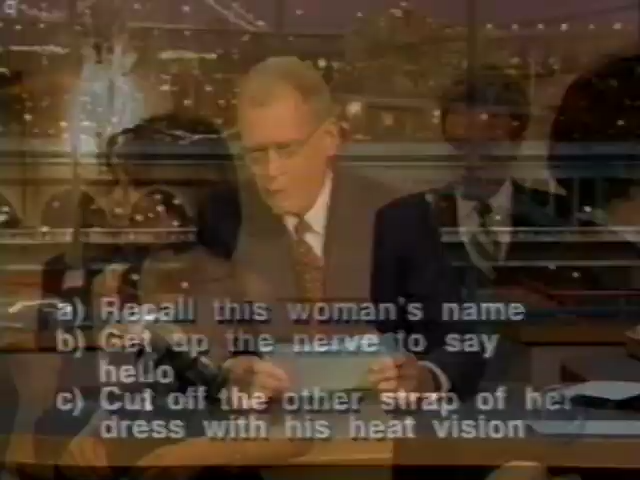 a) Recall this woman's name
b) Get up the nerve to say
hello
c) Cut off the other strap of her
dress with his heat vision